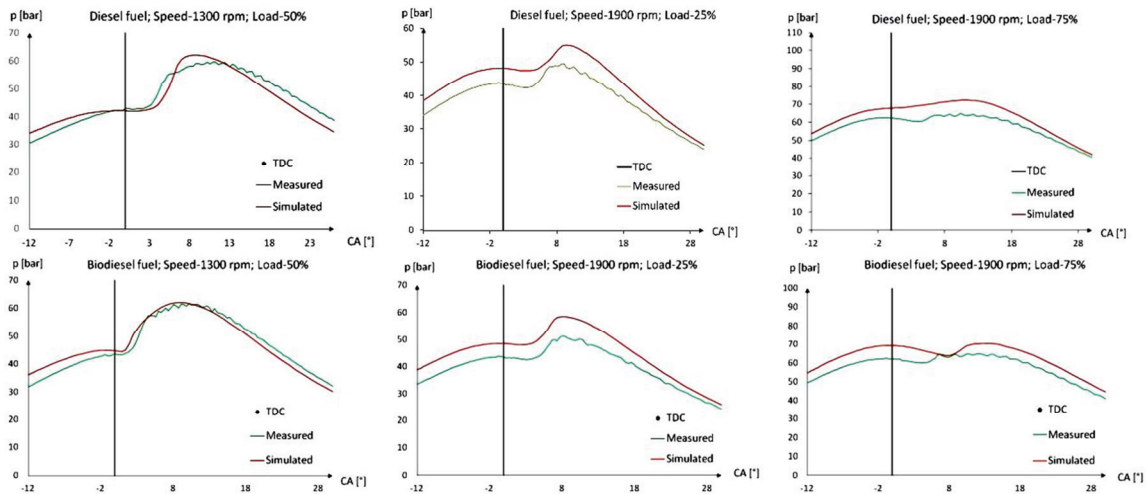 p [bar] Diesel fuel; Speed-1300 rpm; Load-50%
70
60
50
40
30
20
10
0
TDC
Measured
Simulated
-12 -7 -2 3 8 13 18 23
CA [°]
p [bar] Diesel fuel; Speed-1900 rpm; Load-25%
60
50
40
30
20
10
0
TDC
Measured
Simulated
-12 -2 8 18 28
CA [°]
p [bar] Diesel fuel; Speed-1900 rpm; Load-75%
110
100
90
80
70
60
50
40
30
20
10
0
TDC
Measured
Simulated
-12 -2 8 18 28
CA [°]
p [bar] Biodiesel fuel; Speed-1300 rpm; Load-50%
70
60
50
40
30
20
10
0
TDC
Measured
Simulated
-12 -2 8 18 28
CA [°]
p [bar] Biodiesel fuel; Speed-1900 rpm; Load-25%
70
60
50
40
30
20
10
0
TDC
Measured
Simulated
-12 -2 8 18 28
CA [°]
p [bar] Biodiesel fuel; Speed-1900 rpm; Load-75%
100
90
80
70
60
50
40
30
20
10
0
TDC
Measured
Simulated
-12 -2 8 18 28
CA [°]